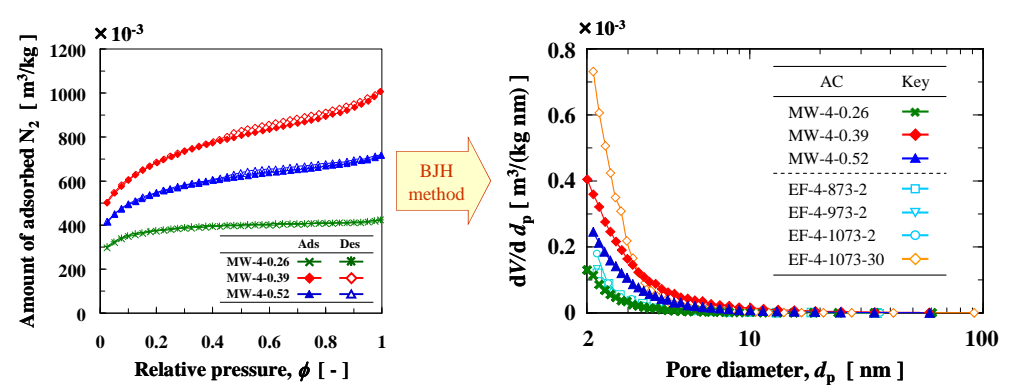 × 10⁻³
1200
1000
800
600
400
200
0
0
0.2
0.4
0.6
0.8
1
Amount of adsorbed N₂ [ m³/kg ]
Relative pressure, ϕ [ - ]
Ads Des
MW-4-0.26
MW-4-0.39
MW-4-0.52
BJH
method
× 10⁻³
0.8
0.6
0.4
0.2
0
2
10
100
dV/d dₚ [ m³/(kg nm) ]
Pore diameter, dₚ [ nm ]
AC Key
MW-4-0.26
MW-4-0.39
MW-4-0.52
EF-4-873-2
EF-4-973-2
EF-4-1073-2
EF-4-1073-30